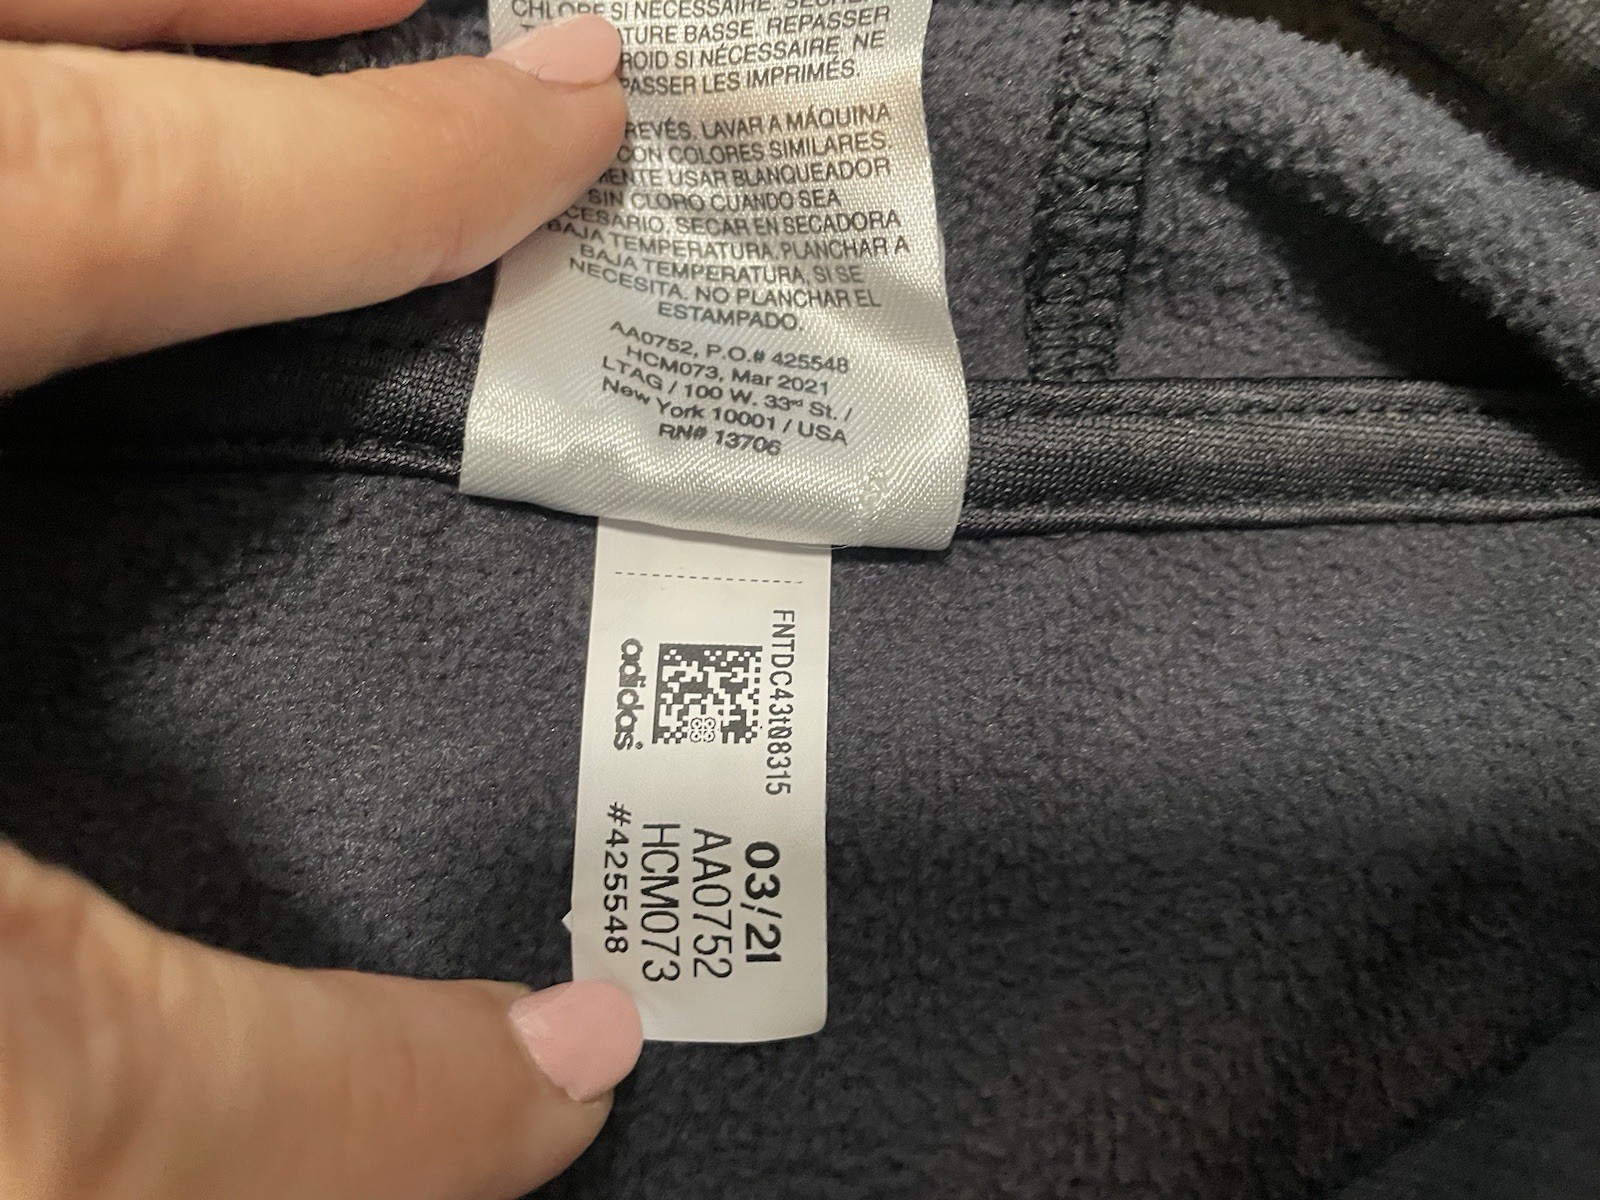 CHLORE SI NÉCESSAIRE.
ATURE BASSE. REPASSER
ROID SI NÉCESSAIRE. NE
PASSER LES IMPRIMÉS.
REVÉS. LAVAR A MÁQUINA
CON COLORES SIMILARES.
MENTE USAR BLANQUEADOR
SIN CLORO CUANDO SEA
CESARIO. SECAR EN SECADORA
BAJA TEMPERATURA. PLANCHAR A
BAJA TEMPERATURA, SI SE
NECESITA. NO PLANCHAR EL
ESTAMPADO.
AA0752, P.O.# 425548
HCM073, Mar 2021
LTAG / 100 W. 33rd St. /
New York 10001 / USA
RN# 13706
FNTDC43t08315
adidas
03/21
AA0752
HCM073
#425548